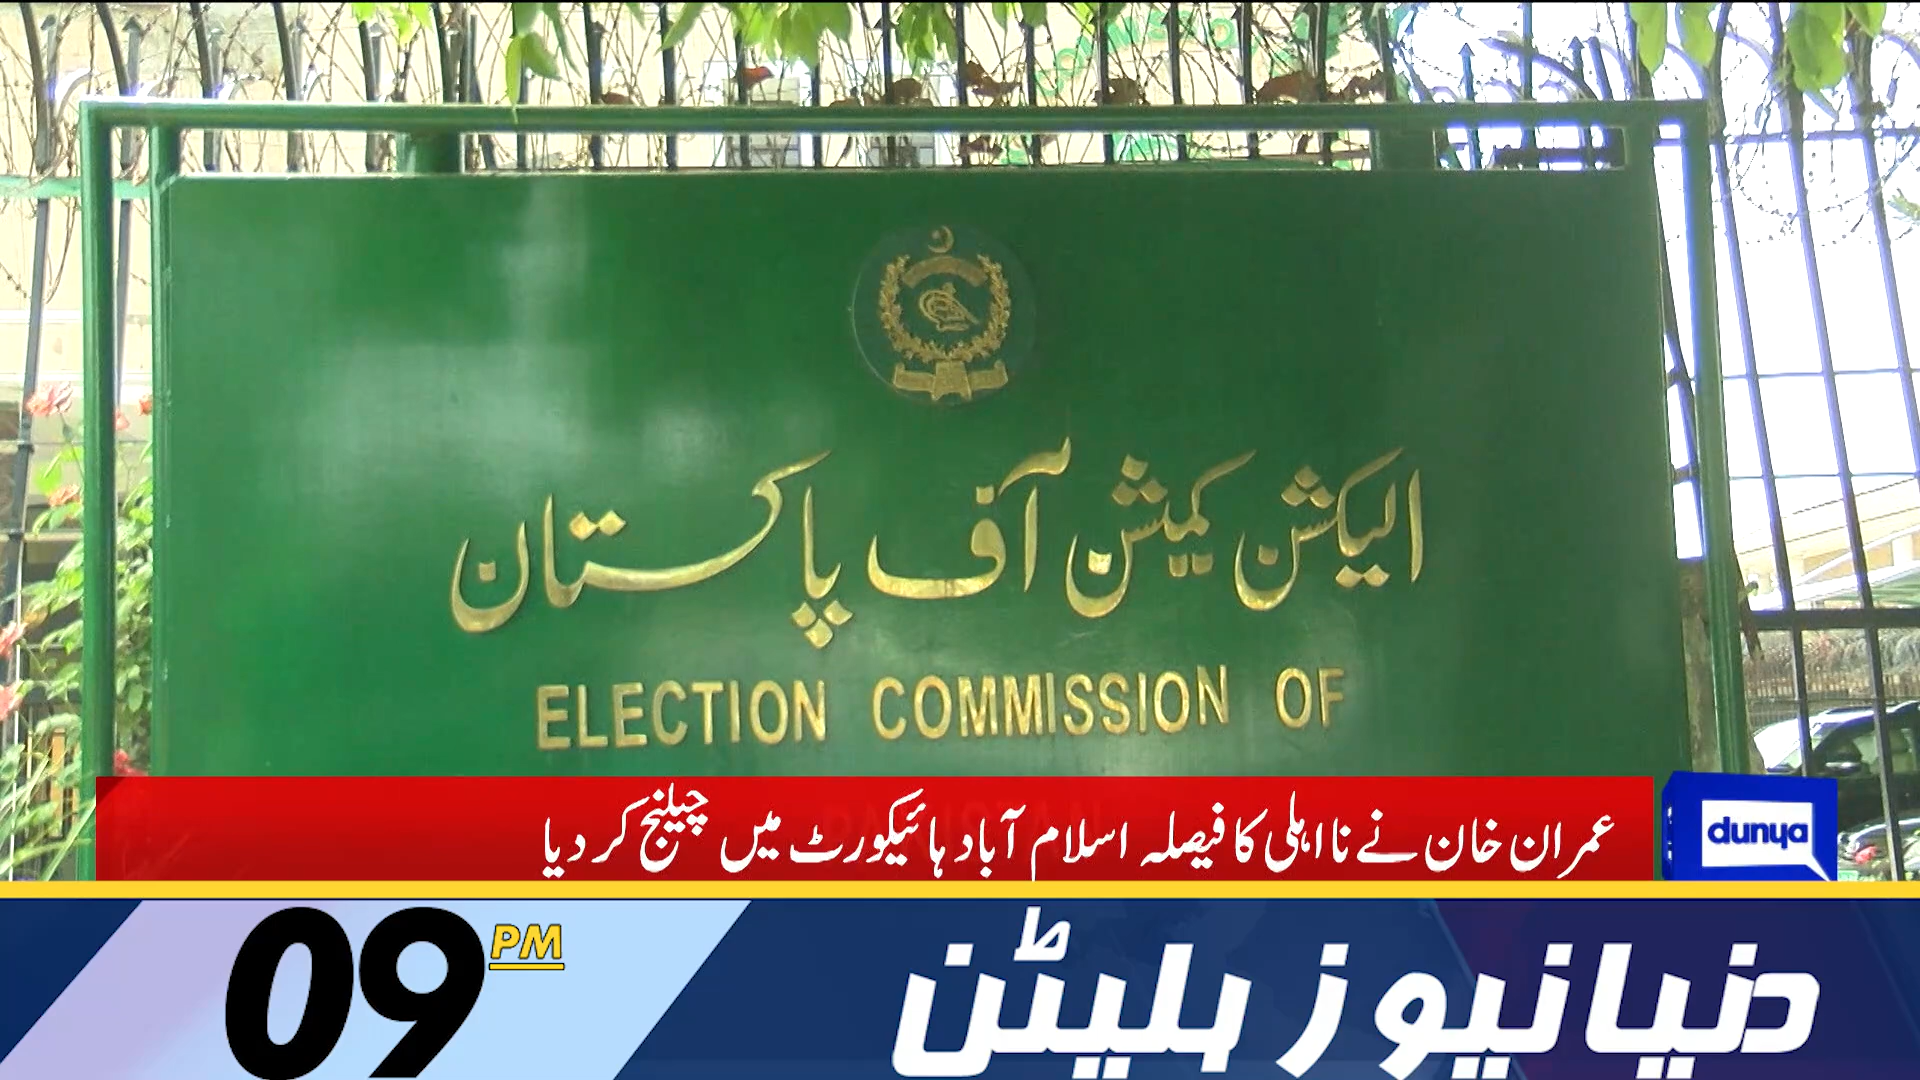 الیکشن کمیشن آف پاکستان
ELECTION COMMISSION OF
عمران خان نے نااہلی کا فیصلہ اسلام آباد ہائیکورٹ میں چیلنج کر دیا
dunya
09 PM
دنیا نیوز بلیٹن